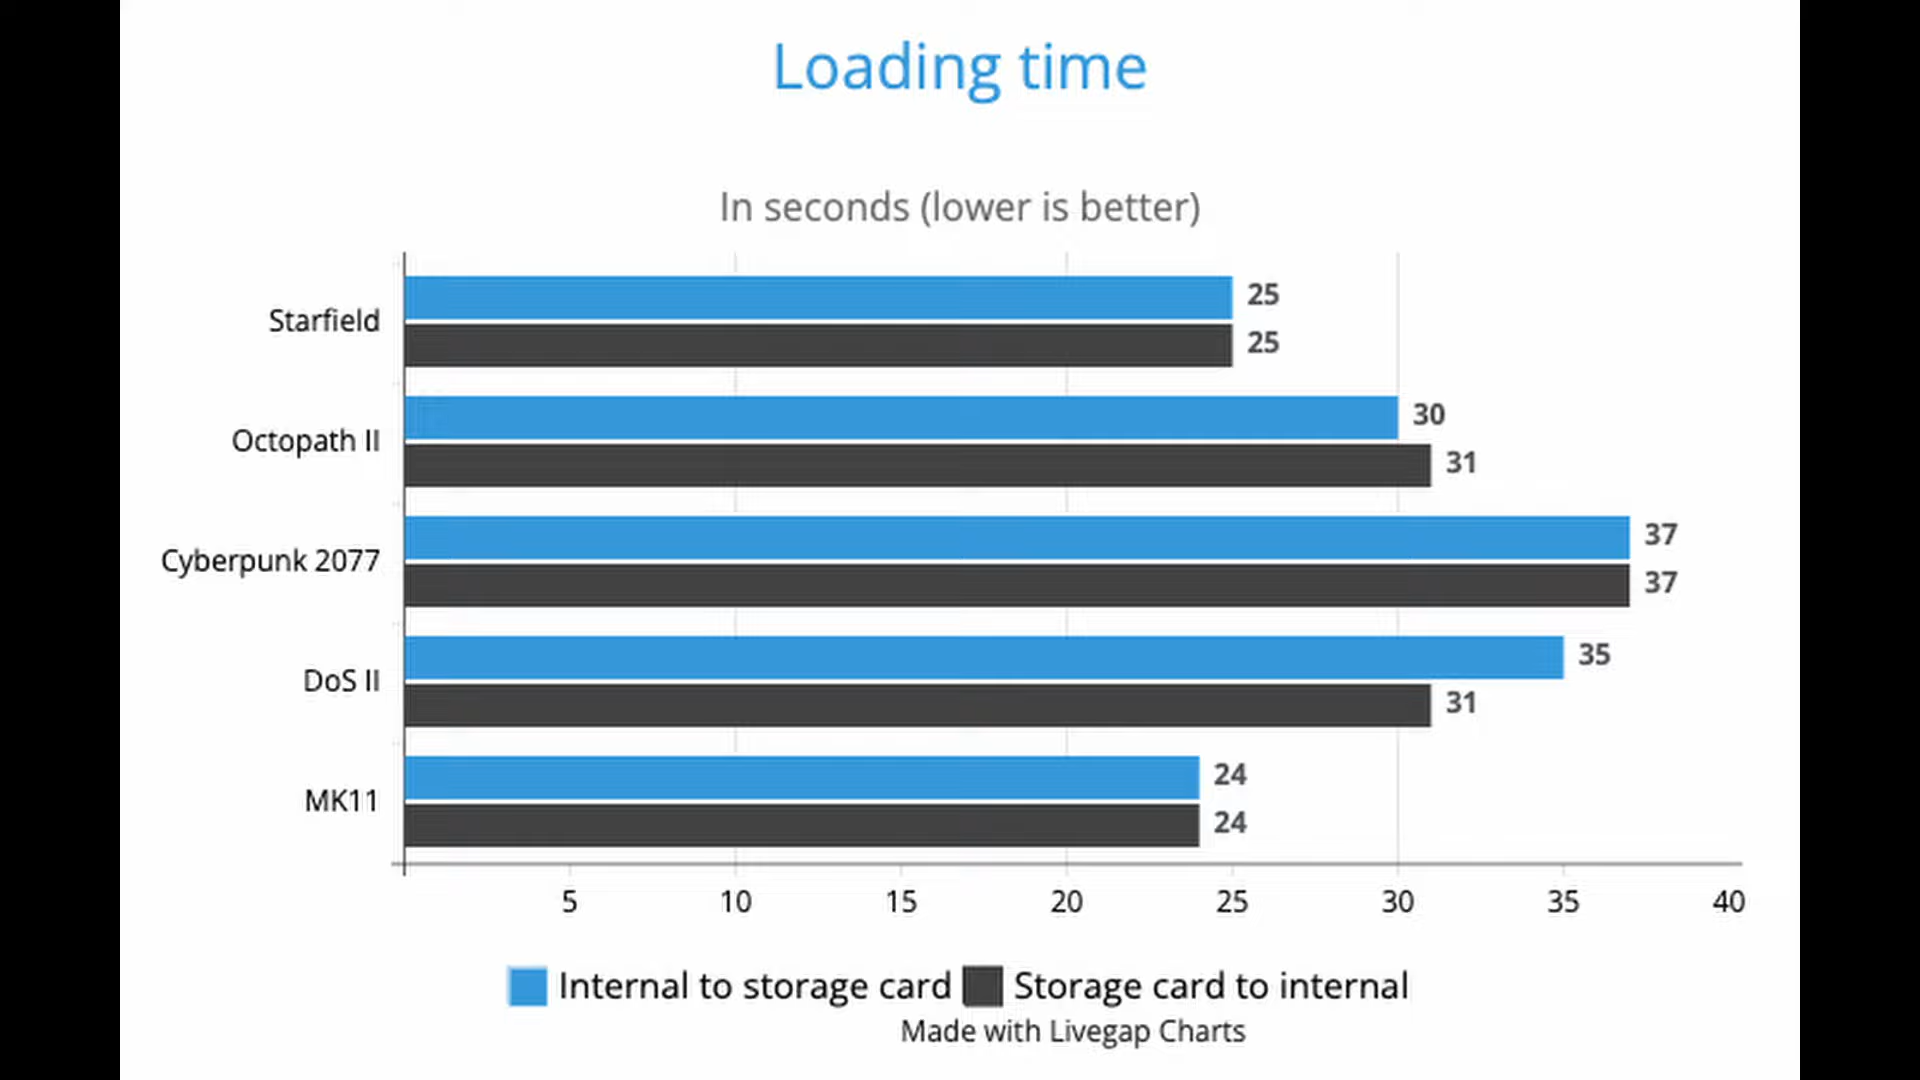 Loading time
In seconds (lower is better)
Starfield
25
25
Octopath II
30
31
Cyberpunk 2077
37
37
DoS II
35
31
MK11
24
24
5 10 15 20 25 30 35 40
Internal to storage card Storage card to internal
Made with Livegap Charts